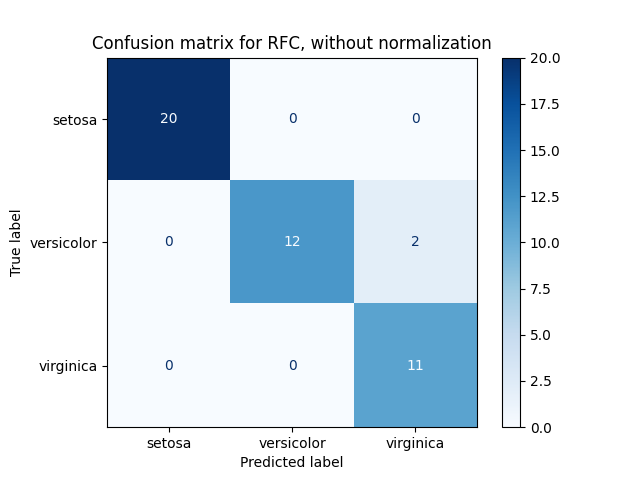 Confusion matrix for RFC, without normalization
True label
setosa
versicolor
virginica
20 0 0
0 12 2
0 0 11
setosa versicolor virginica
Predicted label
20.0
17.5
15.0
12.5
10.0
7.5
5.0
2.5
0.0